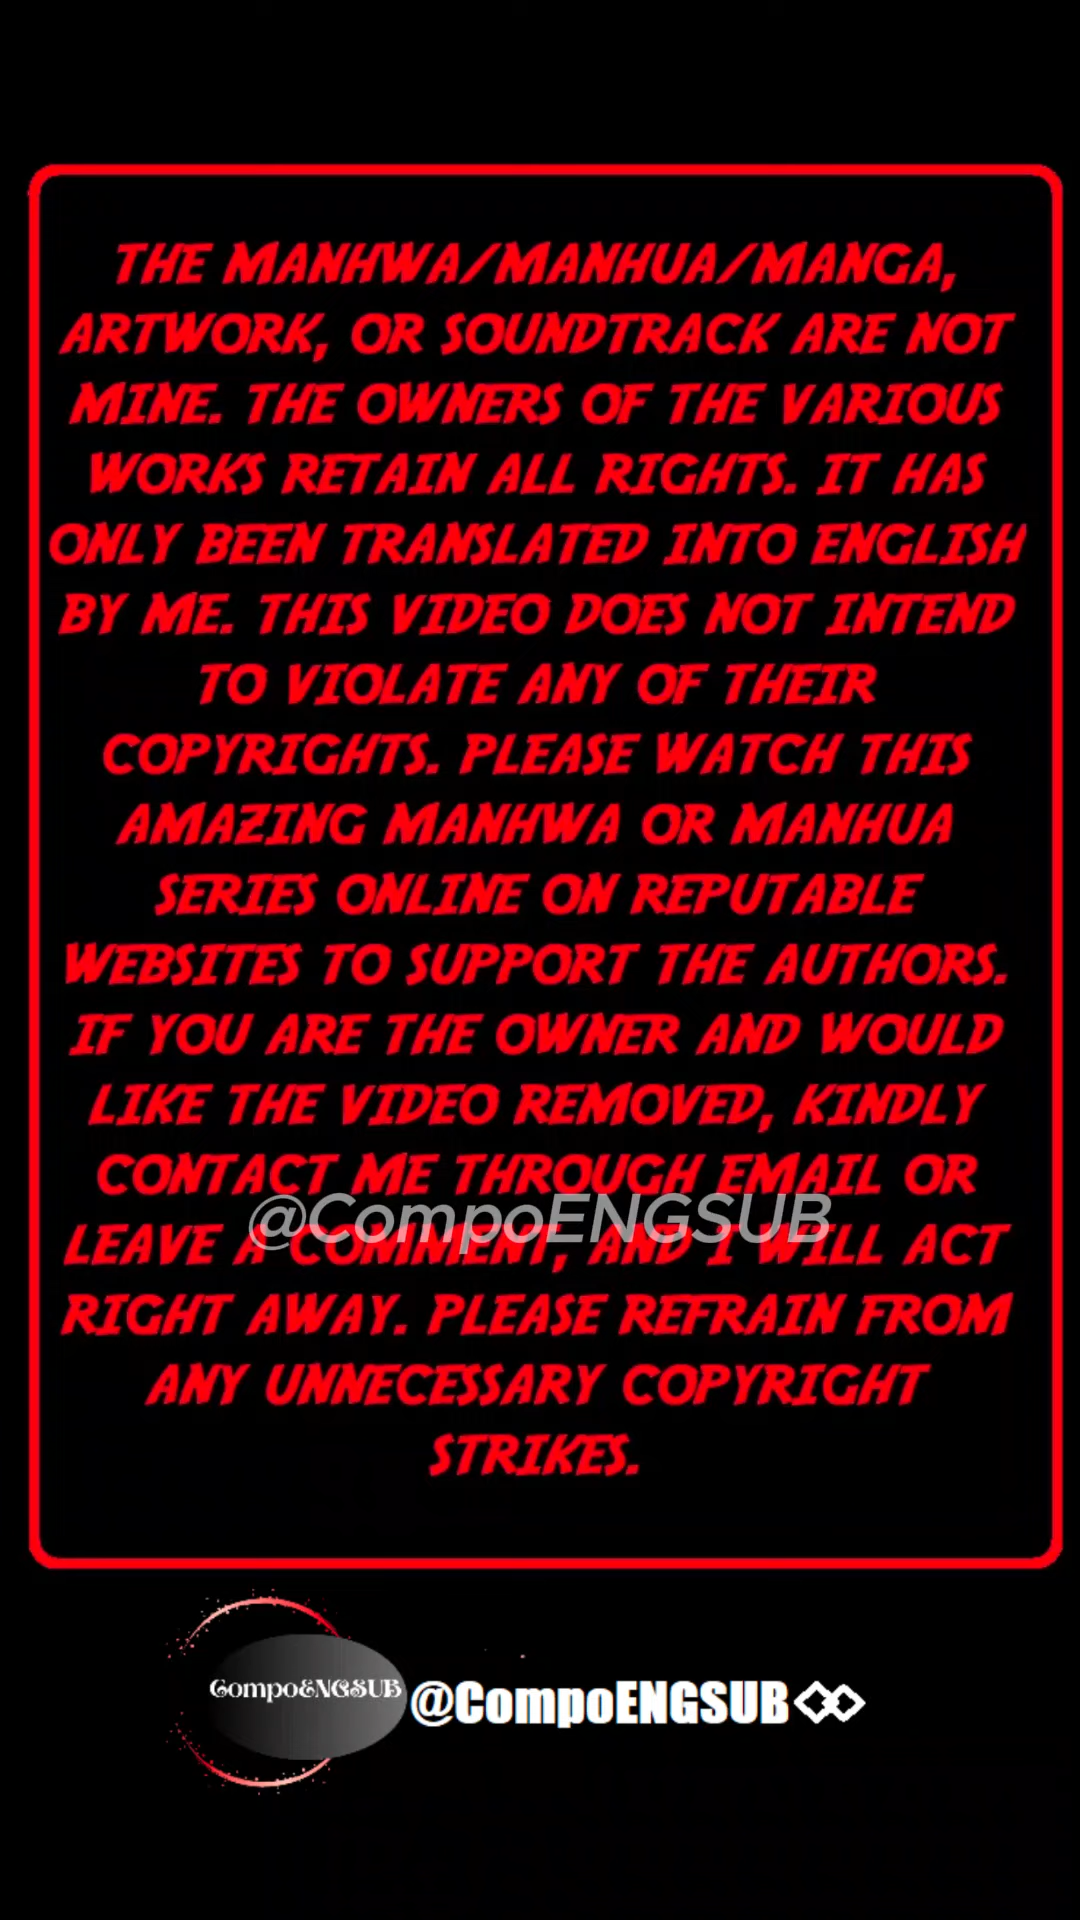 THE MANHWA/MANHUA/MANGA,
ARTWORK, OR SOUNDTRACK ARE NOT
MINE. THE OWNERS OF THE VARIOUS
WORKS RETAIN ALL RIGHTS. IT HAS
ONLY BEEN TRANSLATED INTO ENGLISH
BY ME. THIS VIDEO DOES NOT INTEND
TO VIOLATE ANY OF THEIR
COPYRIGHTS. PLEASE WATCH THIS
AMAZING MANHWA OR MANHUA
SERIES ONLINE ON REPUTABLE
WEBSITES TO SUPPORT THE AUTHORS.
IF YOU ARE THE OWNER AND WOULD
LIKE THE VIDEO REMOVED, KINDLY
CONTACT ME THROUGH EMAIL OR
@CompoENGSUB
LEAVE A COMMENT, AND I WILL ACT
RIGHT AWAY. PLEASE REFRAIN FROM
ANY UNNECESSARY COPYRIGHT
STRIKES.
CompoENGSUB
@CompoENGSUB